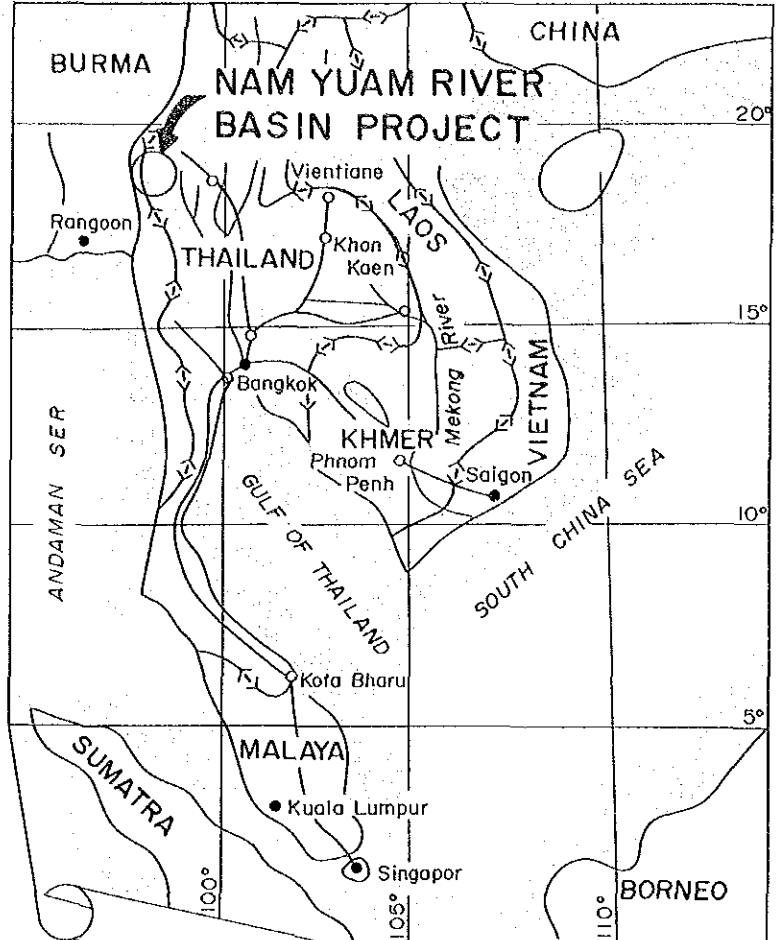 BURMA
CHINA
NAM YUAM RIVER
BASIN PROJECT
20°
Vientiane
LAOS
Rangoon
THAILAND
Khon
Kaen
15°
Mekong River
VIETNAM
Bangkok
KHMER
Phnom
Penh
Saigon
ANDAMAN SER
GULF OF THAILAND
SOUTH CHINA SEA
10°
Kota Bharu
5°
MALAYA
SUMATRA
Kuala Lumpur
Singapor
BORNEO
100°
105°
110°